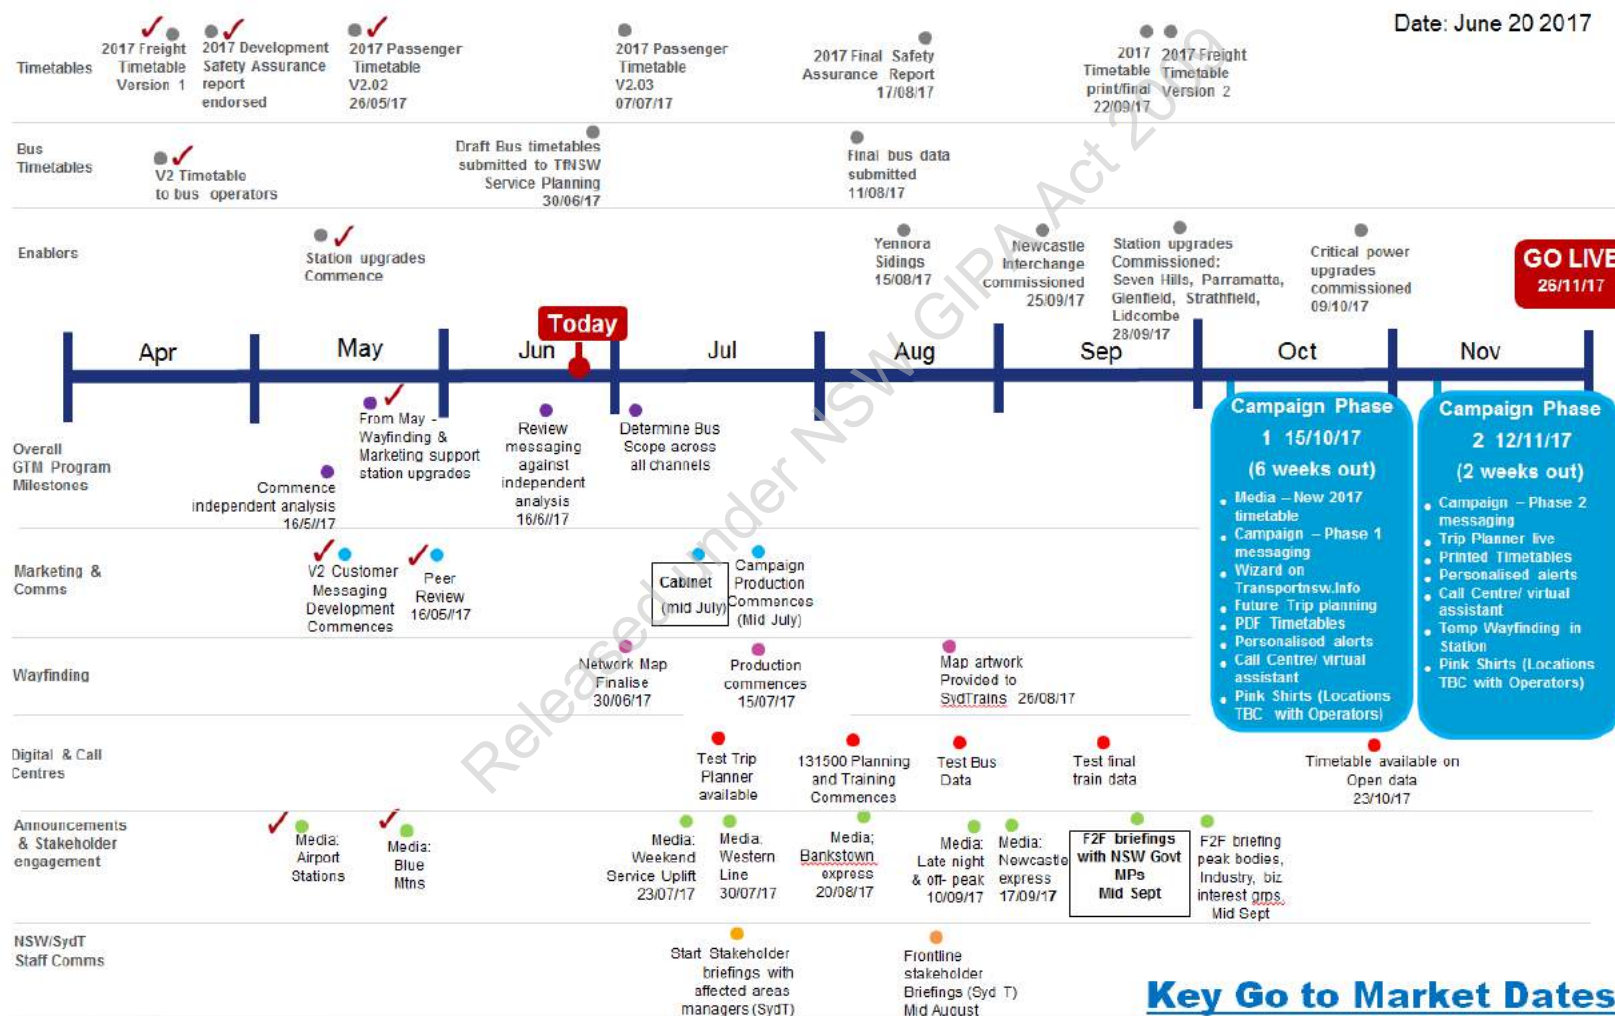 Date: June 20 2017
Timetables
2017 Freight
Timetable
Version 1
2017 Development
Safety Assurance
report
endorsed
2017 Passenger
Timetable
V2.02
26/05/17
2017 Passenger
Timetable
V2.03
07/07/17
2017 Final Safety
Assurance Report
17/08/17
2017
Timetable
print/final
22/09/17
2017 Freight
Timetable
Version 2
Bus
Timetables
V2 Timetable
to bus operators
Draft Bus timetables
submitted to TfNSW
Service Planning
30/06/17
Final bus data
submitted
11/08/17
Enablers
Station upgrades
Commence
Yennora
Sidings
15/08/17
Newcastle
Interchange
commissioned
25/09/17
Station upgrades
Commissioned:
Seven Hills, Parramatta,
Glenfield, Strathfield,
Lidcombe
28/09/17
Critical power
upgrades
commissioned
09/10/17
GO LIVE
26/11/17
Today
Apr
May
Jun
Jul
Aug
Sep
Oct
Nov
Overall
GTM Program
Milestones
Commence
independent analysis
16/5//17
From May -
Wayfinding &
Marketing support
station upgrades
Review
messaging
against
independent
analysis
16/6//17
Determine Bus
Scope across
all channels
Campaign Phase
1 15/10/17
(6 weeks out)
• Media – New 2017
timetable
• Campaign – Phase 1
messaging
• Wizard on
Transportnsw.Info
• Future Trip planning
• PDF Timetables
• Personalised alerts
• Call Centre/ virtual
assistant
• Pink Shirts (Locations
TBC with Operators)
Campaign Phase
2 12/11/17
(2 weeks out)
• Campaign – Phase 2
messaging
• Trip Planner live
• Printed Timetables
• Personalised alerts
• Call Centre/ virtual
assistant
• Temp Wayfinding in
Station
• Pink Shirts (Locations
TBC with Operators)
Marketing &
Comms
V2 Customer
Messaging
Development
Commences
Peer
Review
16/05//17
Cabinet
(mid July)
Campaign
Production
Commences
(Mid July)
Wayfinding
Network Map
Finalise
30/06/17
Production
commences
15/07/17
Map artwork
Provided to
SydTrains 26/08/17
Digital & Call
Centres
Test Trip
Planner
available
131500 Planning
and Training
Commences
Test Bus
Data
Test final
train data
Timetable available on
Open data
23/10/17
Announcements
& Stakeholder
engagement
Media:
Airport
Stations
Media:
Blue
Mtns
Media:
Weekend
Service Uplift
23/07/17
Media:
Western
Line
30/07/17
Media;
Bankstown
express
20/08/17
Media:
Late night
& off- peak
10/09/17
Media:
Newcastle
express
17/09/17
F2F briefings
with NSW Govt
MPs
Mid Sept
F2F briefing
peak bodies,
Industry, biz
interest grps.
Mid Sept
NSW/SydT
Staff Comms
Start Stakeholder
briefings with
affected areas
managers (SydT)
Frontline
stakeholder
Briefings (Syd T)
Mid August
Key Go to Market Dates
Released under NSW GIPA Act 2009